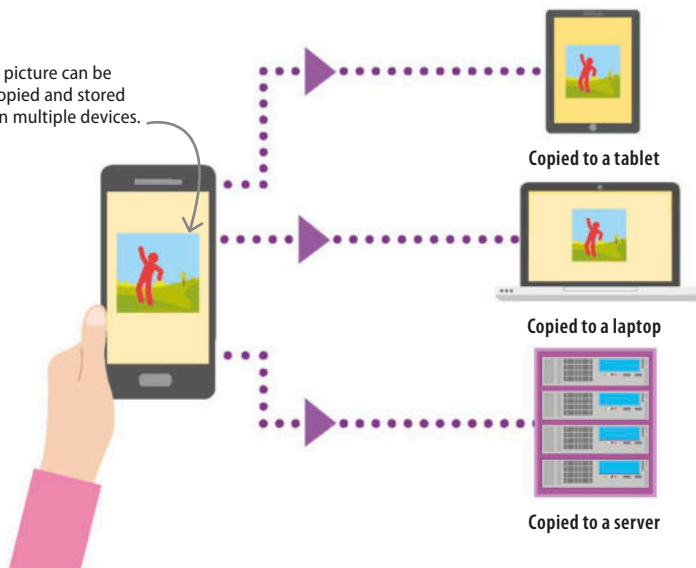 picture can be
opied and stored
n multiple devices.
Copied to a tablet
Copied to a laptop
Copied to a server